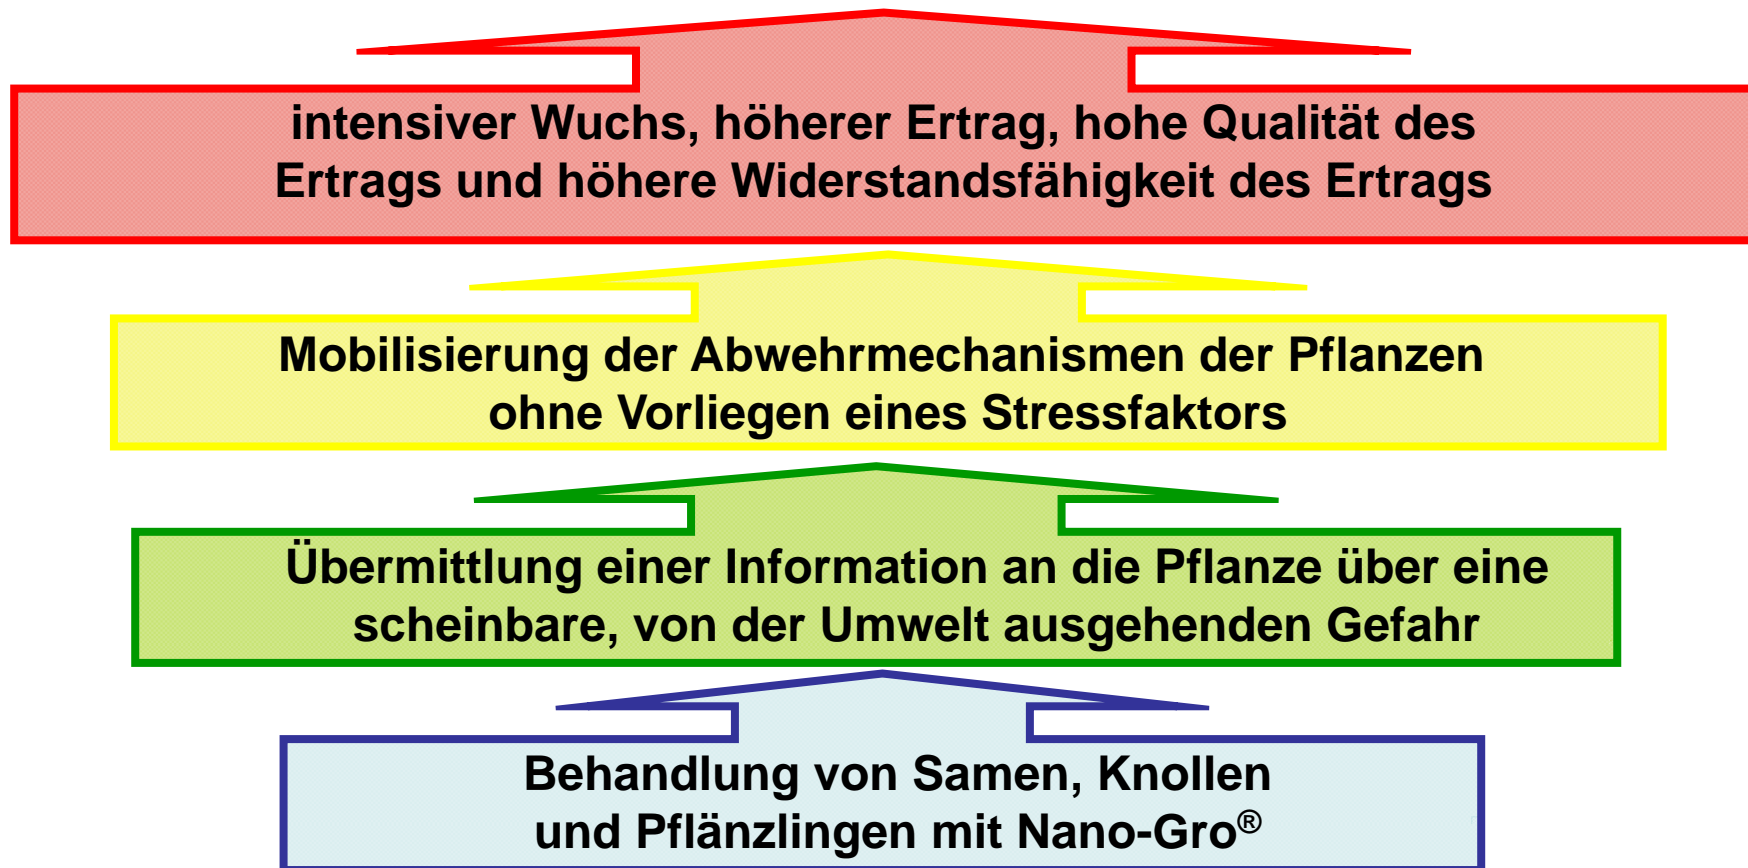 intensiver Wuchs, höherer Ertrag, hohe Qualität des
Ertrags und höhere Widerstandsfähigkeit des Ertrags
Mobilisierung der Abwehrmechanismen der Pflanzen
ohne Vorliegen eines Stressfaktors
Übermittlung einer Information an die Pflanze über eine
scheinbare, von der Umwelt ausgehenden Gefahr
Behandlung von Samen, Knollen
und Pflänzlingen mit Nano-Gro®